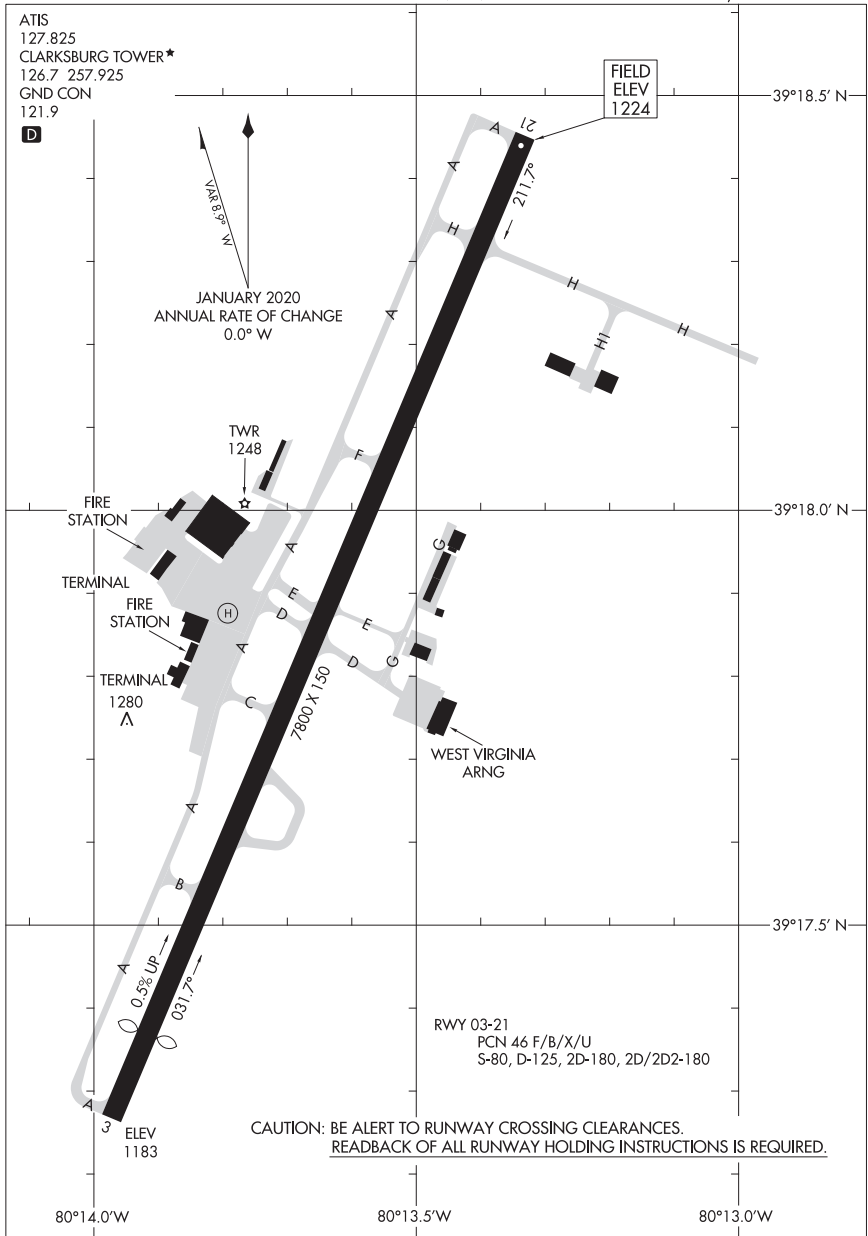 ATIS
127.825
CLARKSBURG TOWER★
126.7 257.925
GND CON
121.9
D
VAR 8.9° W
JANUARY 2020
ANNUAL RATE OF CHANGE
0.0° W
FIELD
ELEV
1224
39°18.5' N
A
21
A
211.7°
H
H
A
H
H1
TWR
1248
F
FIRE
STATION
39°18.0' N
A
G
TERMINAL
E
FIRE
STATION
H
D
E
A
D
G
TERMINAL
1280
C
7800 X 150
WEST VIRGINIA
ARNG
A
B
39°17.5' N
A
0.5% UP
031.7°
RWY 03-21
PCN 46 F/B/X/U
S-80, D-125, 2D-180, 2D/2D2-180
A
3
ELEV
1183
CAUTION: BE ALERT TO RUNWAY CROSSING CLEARANCES.
READBACK OF ALL RUNWAY HOLDING INSTRUCTIONS IS REQUIRED.
80°14.0'W
80°13.5'W
80°13.0'W